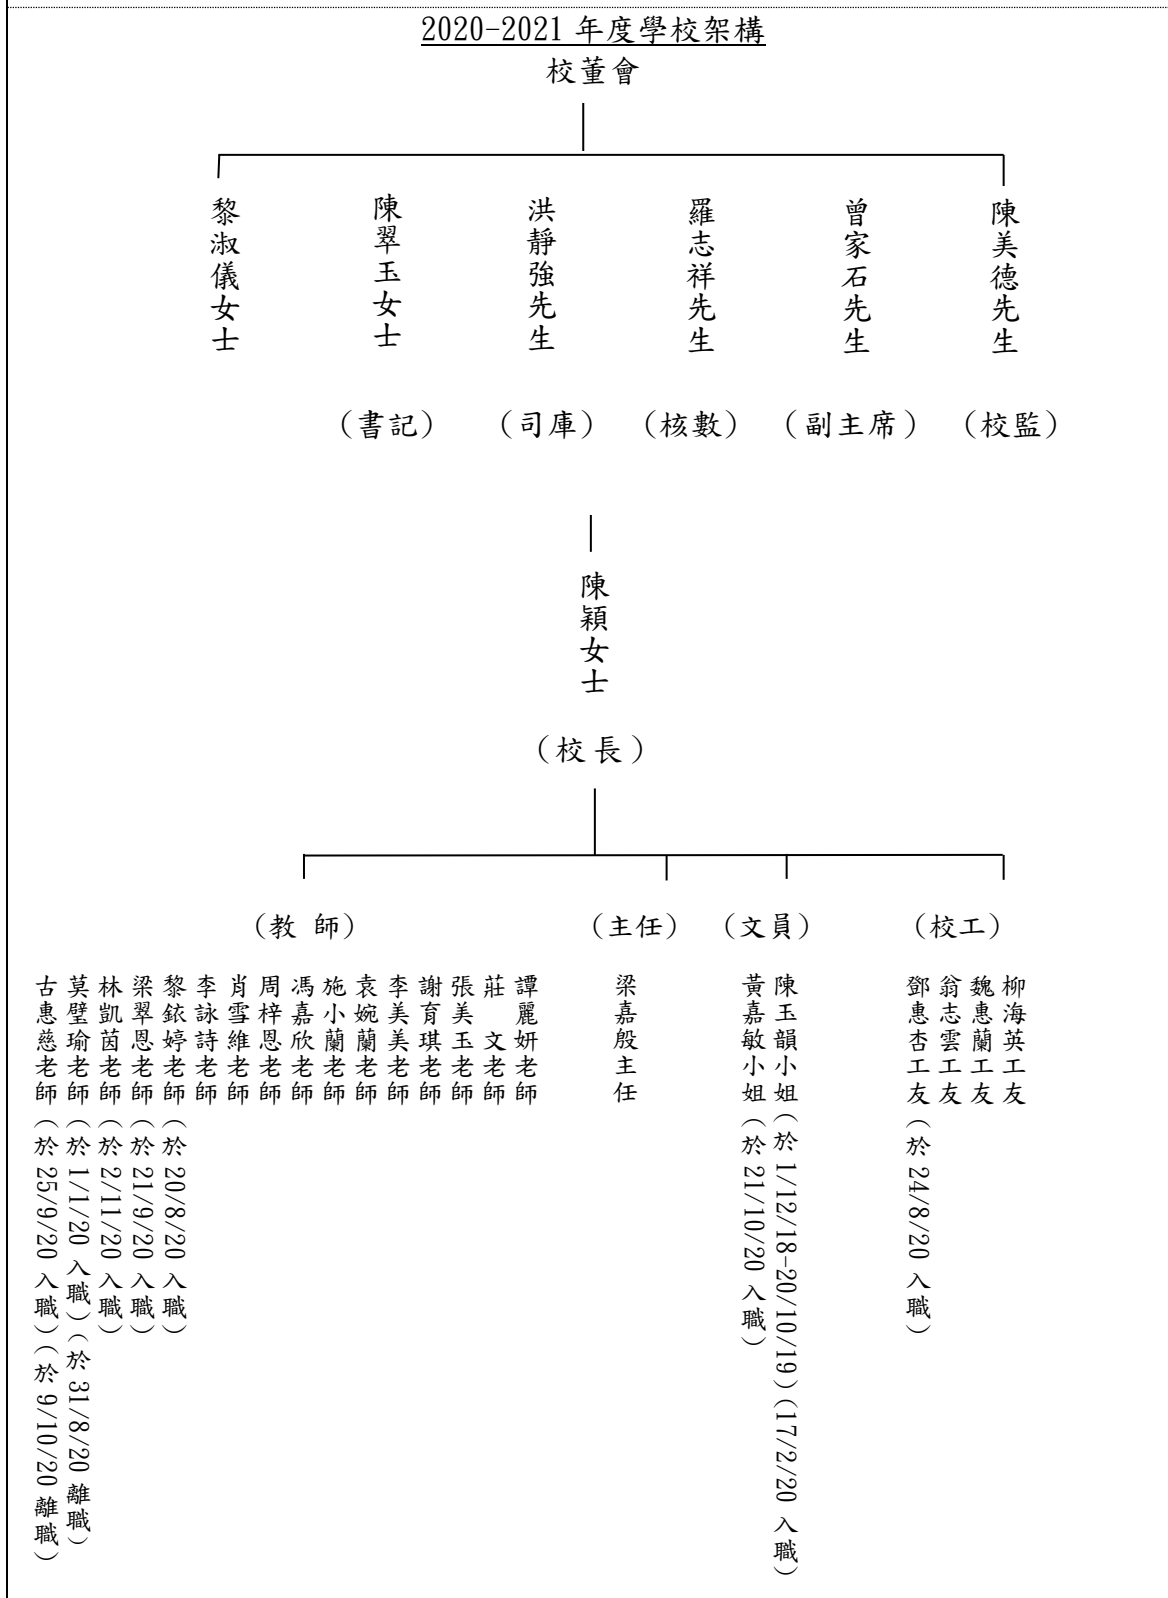 2020-2021 年度學校架構
校董會
陳美德先生
(校監)
曾家石先生
(副主席)
羅志祥先生
(核數)
洪靜強先生
(司庫)
陳翠玉女士
(書記)
黎淑儀女士
陳穎女士
(校長)
(校工)
柳海英工友
魏惠蘭工友
翁志雲工友
鄧惠杏工友(於 24/8/20 入職)
(文員)
陳玉韻小姐(於 1/12/18-20/10/19)(17/2/20 入職)
黃嘉敏小姐(於 21/10/20 入職)
(主任)
梁嘉殷主任
(教 師)
譚麗妍老師
莊 文老師
張美玉老師
謝育琪老師
李美美老師
袁婉蘭老師
施小蘭老師
馮嘉欣老師
周梓恩老師
肖雪維老師
李詠詩老師
黎銥婷老師(於 20/8/20 入職)
梁翠恩老師(於 21/9/20 入職)
林凱茵老師(於 2/11/20 入職)
莫璧瑜老師(於 1/1/20 入職)(於 31/8/20 離職)
古惠慈老師(於 25/9/20 入職)(於 9/10/20 離職)